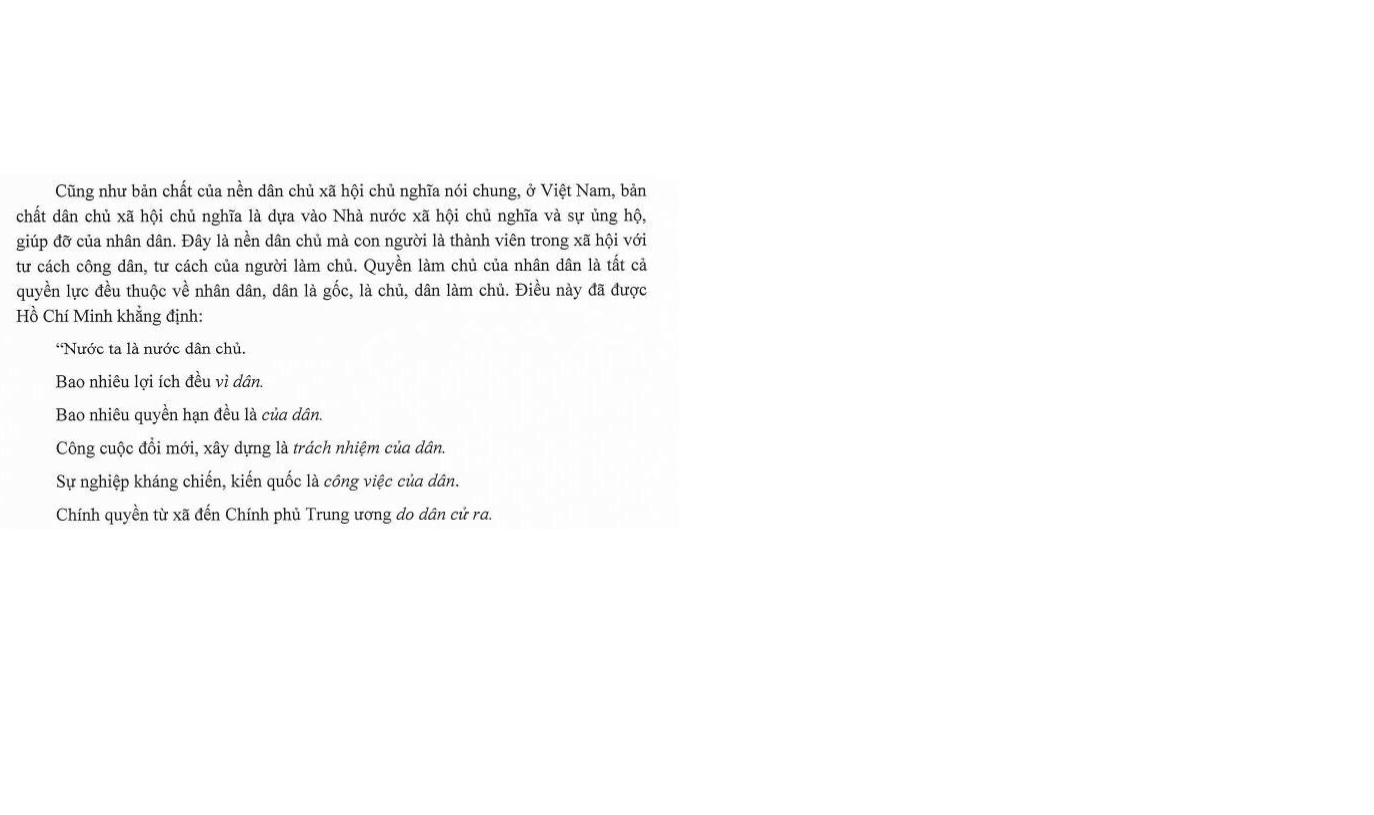 Cũng như bản chất của nền dân chủ xã hội chủ nghĩa nói chung, ở Việt Nam, bản
chất dân chủ xã hội chủ nghĩa là dựa vào Nhà nước xã hội chủ nghĩa và sự ủng hộ,
giúp đỡ của nhân dân. Đây là nền dân chủ mà con người là thành viên trong xã hội với
tư cách công dân, tư cách của người làm chủ. Quyền làm chủ của nhân dân là tất cả
quyền lực đều thuộc về nhân dân, dân là gốc, là chủ, dân làm chủ. Điều này đã được
Hồ Chí Minh khẳng định:
“Nước ta là nước dân chủ.
Bao nhiêu lợi ích đều vì dân.
Bao nhiêu quyền hạn đều là của dân.
Công cuộc đổi mới, xây dựng là trách nhiệm của dân.
Sự nghiệp kháng chiến, kiến quốc là công việc của dân.
Chính quyền từ xã đến Chính phủ Trung ương do dân cử ra.